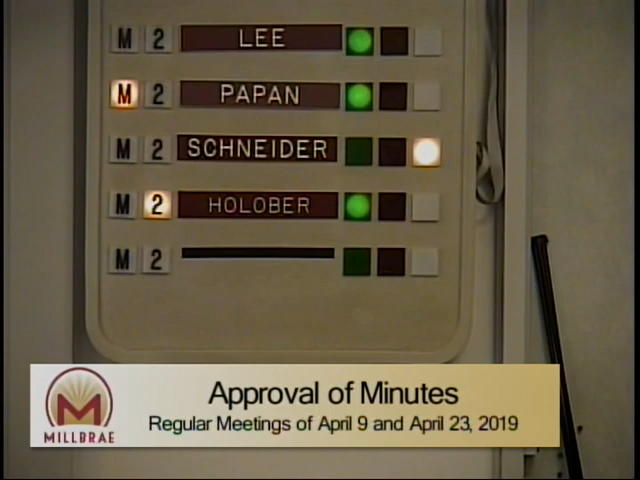 M 2 LEE
M 2 PAPAN
M 2 SCHNEIDER
M 2 HOLOBER
M 2
M
MILLBRAE
Approval of Minutes
Regular Meetings of April 9 and April 23, 2019